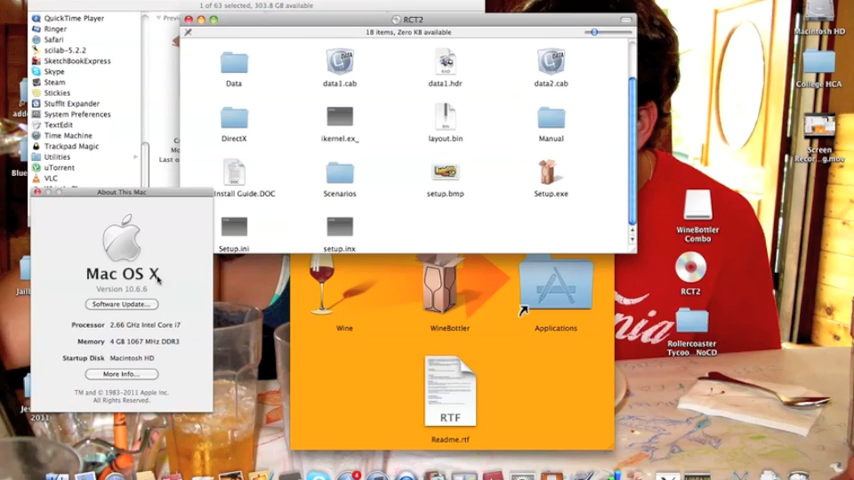 1 of 63 selected, 303.8 GB available
QuickTime Player
Ringer
Safari
scilab-5.2.2
SketchBookExpress
Skype
Steam
Stickies
StuffIt Expander
System Preferences
TextEdit
Time Machine
Trackpad Magic
Utilities
uTorrent
VLC
RCT2
18 items, Zero KB available
Data
data1.cab
data1.hdr
data2.cab
DirectX
ikernel.ex_
layout.bin
Manual
Install Guide.DOC
Scenarios
setup.bmp
Setup.exe
Setup.ini
setup.inx
About This Mac
Mac OS X
Version 10.6.6
Software Update...
Processor 2.66 GHz Intel Core i7
Memory 4 GB 1067 MHz DDR3
Startup Disk Macintosh HD
More Info...
TM and © 1983-2011 Apple Inc.
All Rights Reserved.
Wine
WineBottler
Applications
RTF
Readme.rtf
Macintosh HD
College HCA
Screen
Recor...g.mov
WineBottler
Combo
RCT2
Rollercoaster
Tycoo..._NoCD
2011